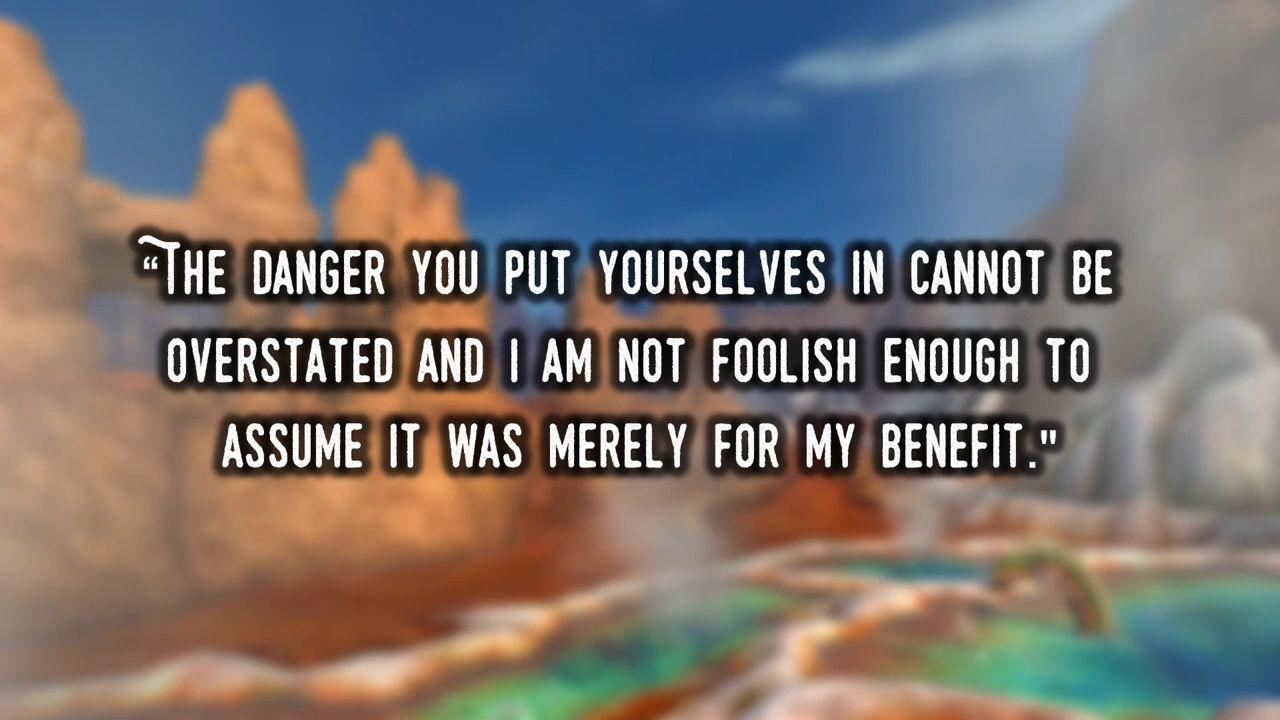 “The danger you put yourselves in cannot be
overstated and I am not foolish enough to
assume it was merely for my benefit."